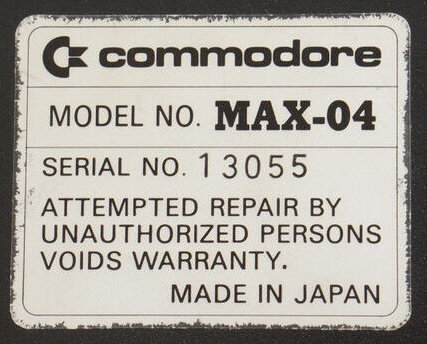 commodore
MODEL NO. MAX-04
SERIAL NO. 13055
ATTEMPTED REPAIR BY
UNAUTHORIZED PERSONS
VOIDS WARRANTY.
MADE IN JAPAN